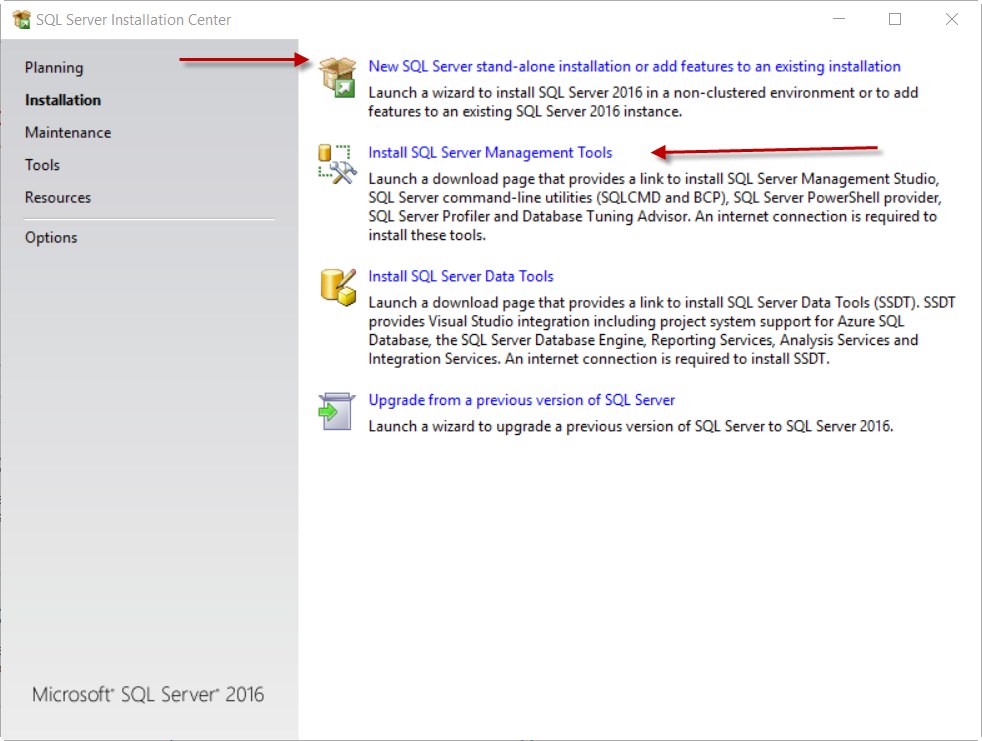 SQL Server Installation Center
Planning
Installation
Maintenance
Tools
Resources
Options
New SQL Server stand-alone installation or add features to an existing installation
Launch a wizard to install SQL Server 2016 in a non-clustered environment or to add
features to an existing SQL Server 2016 instance.
Install SQL Server Management Tools
Launch a download page that provides a link to install SQL Server Management Studio,
SQL Server command-line utilities (SQLCMD and BCP), SQL Server PowerShell provider,
SQL Server Profiler and Database Tuning Advisor. An internet connection is required to
install these tools.
Install SQL Server Data Tools
Launch a download page that provides a link to install SQL Server Data Tools (SSDT). SSDT
provides Visual Studio integration including project system support for Azure SQL
Database, the SQL Server Database Engine, Reporting Services, Analysis Services and
Integration Services. An internet connection is required to install SSDT.
Upgrade from a previous version of SQL Server
Launch a wizard to upgrade a previous version of SQL Server to SQL Server 2016.
Microsoft® SQL Server® 2016